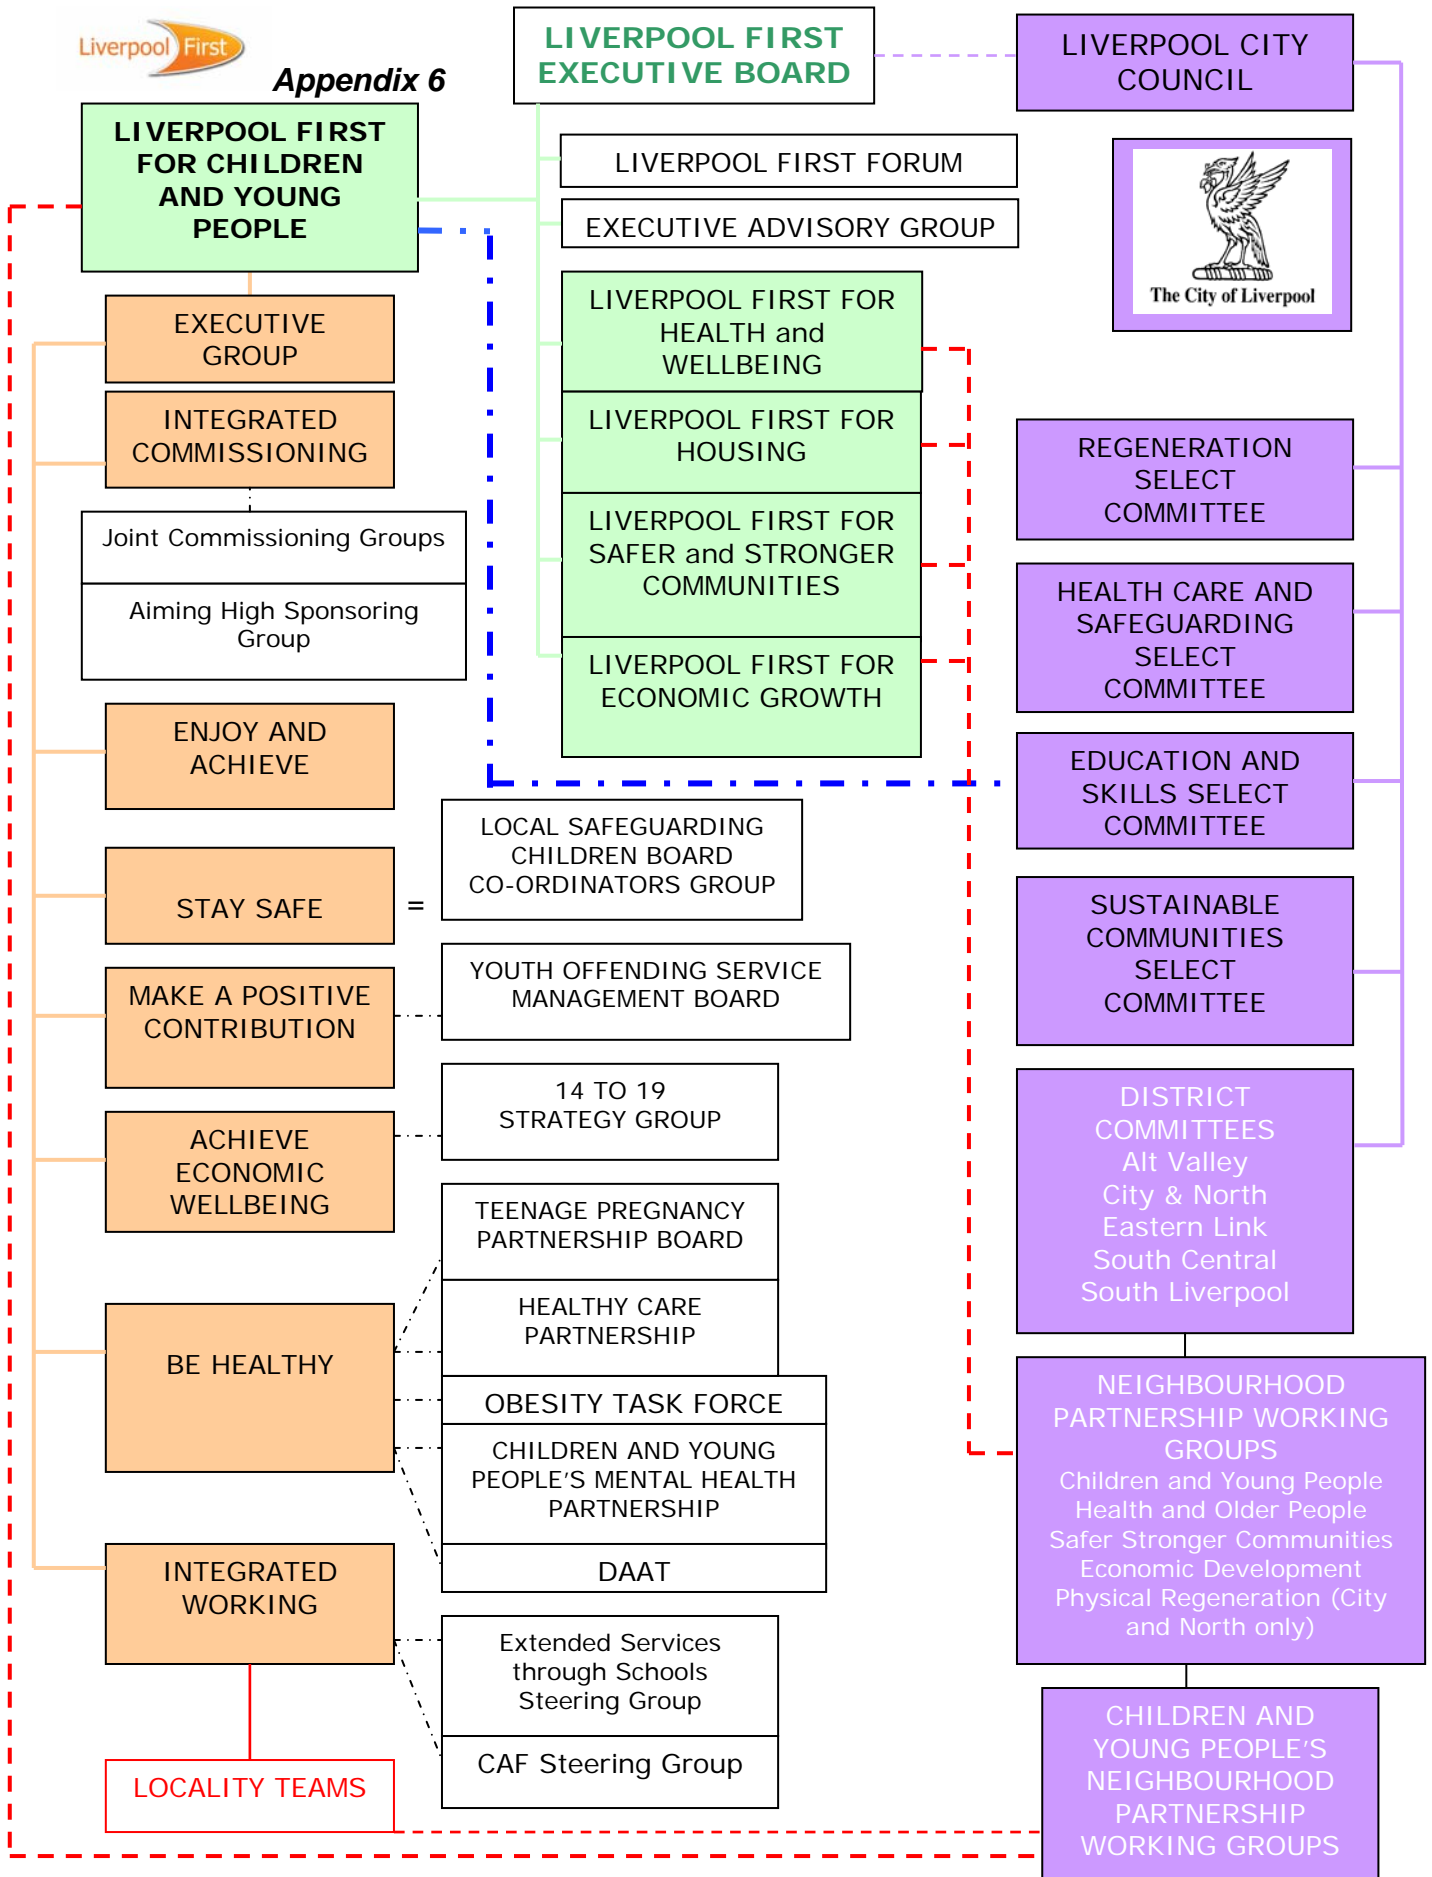 Liverpool First
Appendix 6
LIVERPOOL FIRST
EXECUTIVE BOARD
LIVERPOOL CITY
COUNCIL
LIVERPOOL FIRST
FOR CHILDREN
AND YOUNG
PEOPLE
LIVERPOOL FIRST FORUM
EXECUTIVE ADVISORY GROUP
The City of Liverpool
EXECUTIVE
GROUP
INTEGRATED
COMMISSIONING
Joint Commissioning Groups
Aiming High Sponsoring
Group
ENJOY AND
ACHIEVE
STAY SAFE
=
LOCAL SAFEGUARDING
CHILDREN BOARD
CO-ORDINATORS GROUP
MAKE A POSITIVE
CONTRIBUTION
YOUTH OFFENDING SERVICE
MANAGEMENT BOARD
ACHIEVE
ECONOMIC
WELLBEING
14 TO 19
STRATEGY GROUP
BE HEALTHY
TEENAGE PREGNANCY
PARTNERSHIP BOARD
HEALTHY CARE
PARTNERSHIP
OBESITY TASK FORCE
CHILDREN AND YOUNG
PEOPLE'S MENTAL HEALTH
PARTNERSHIP
DAAT
INTEGRATED
WORKING
Extended Services
through Schools
Steering Group
CAF Steering Group
LOCALITY TEAMS
LIVERPOOL FIRST FOR
HEALTH and
WELLBEING
LIVERPOOL FIRST FOR
HOUSING
LIVERPOOL FIRST FOR
SAFER and STRONGER
COMMUNITIES
LIVERPOOL FIRST FOR
ECONOMIC GROWTH
REGENERATION
SELECT
COMMITTEE
HEALTH CARE AND
SAFEGUARDING
SELECT
COMMITTEE
EDUCATION AND
SKILLS SELECT
COMMITTEE
SUSTAINABLE
COMMUNITIES
SELECT
COMMITTEE
DISTRICT
COMMITTEES
Alt Valley
City & North
Eastern Link
South Central
South Liverpool
NEIGHBOURHOOD
PARTNERSHIP WORKING
GROUPS
Children and Young People
Health and Older People
Safer Stronger Communities
Economic Development
Physical Regeneration (City
and North only)
CHILDREN AND
YOUNG PEOPLE'S
NEIGHBOURHOOD
PARTNERSHIP
WORKING GROUPS